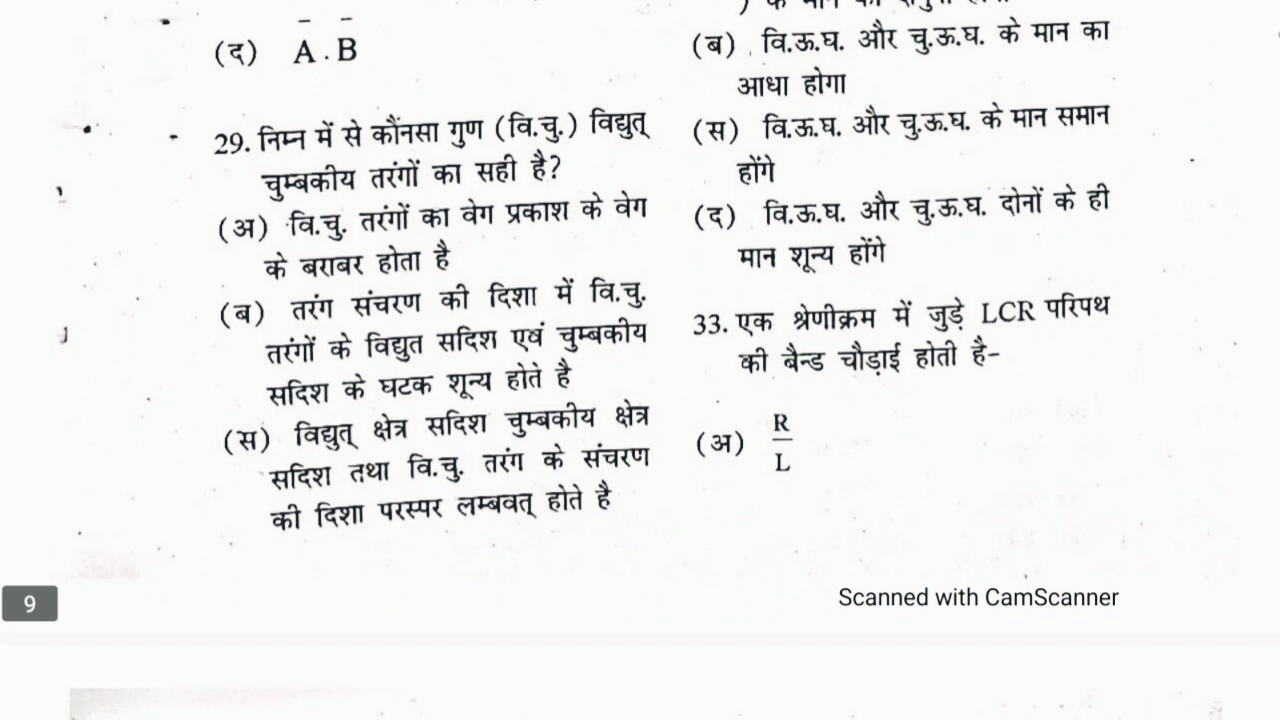 (द) A̅ . B̅
29. निम्न में से कौंनसा गुण (वि.चु.) विद्युत्
चुम्बकीय तरंगों का सही है?
(अ) वि.चु. तरंगों का वेग प्रकाश के वेग
के बराबर होता है
(ब) तरंग संचरण की दिशा में वि.चु.
तरंगों के विद्युत सदिश एवं चुम्बकीय
सदिश के घटक शून्य होते है
(स) विद्युत् क्षेत्र सदिश चुम्बकीय क्षेत्र
सदिश तथा वि.चु. तरंग के संचरण
की दिशा परस्पर लम्बवत् होते है
(ब) वि.ऊ.घ. और चु.ऊ.घ. के मान का
आधा होगा
(स) वि.ऊ.घ. और चु.ऊ.घ. के मान समान
होंगे
(द) वि.ऊ.घ. और चु.ऊ.घ. दोनों के ही
मान शून्य होंगे
33. एक श्रेणीक्रम में जुड़े LCR परिपथ
की बैन्ड चौड़ाई होती है-
(अ) R
L
9
Scanned with CamScanner